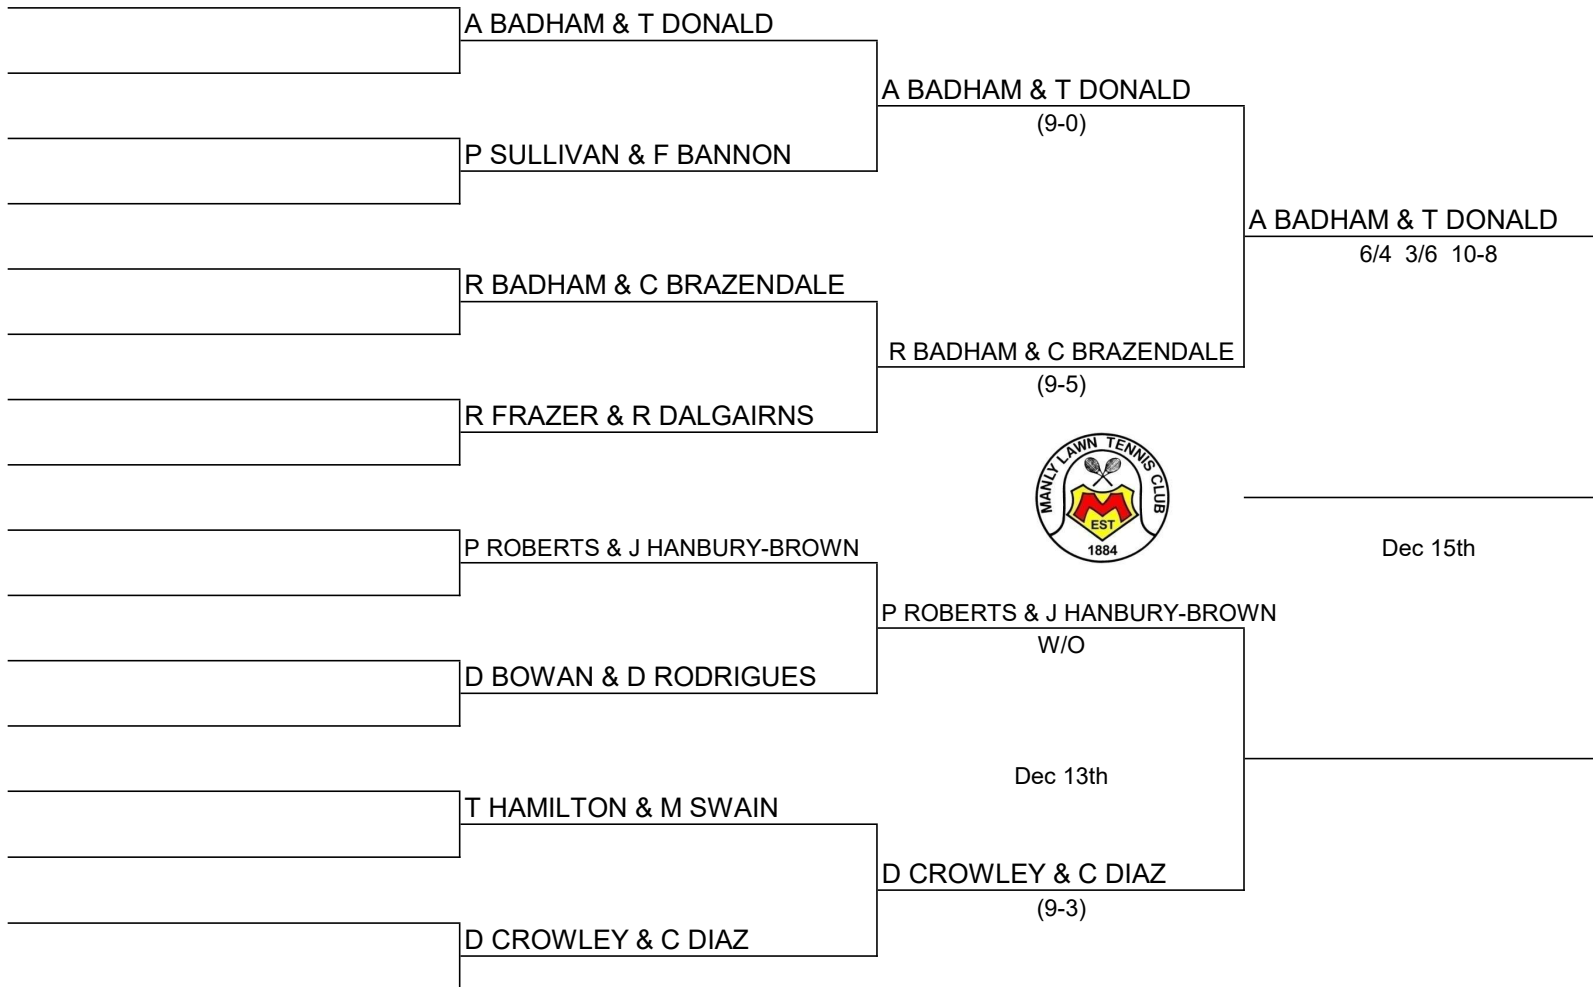 A BADHAM & T DONALD
A BADHAM & T DONALD
(9-0)
P SULLIVAN & F BANNON
A BADHAM & T DONALD
6/4 3/6 10-8
R BADHAM & C BRAZENDALE
R BADHAM & C BRAZENDALE
(9-5)
R FRAZER & R DALGAIRNS
MANLY LAWN TENNIS CLUB
M
EST
1884
P ROBERTS & J HANBURY-BROWN
Dec 15th
P ROBERTS & J HANBURY-BROWN
W/O
D BOWAN & D RODRIGUES
Dec 13th
T HAMILTON & M SWAIN
D CROWLEY & C DIAZ
(9-3)
D CROWLEY & C DIAZ